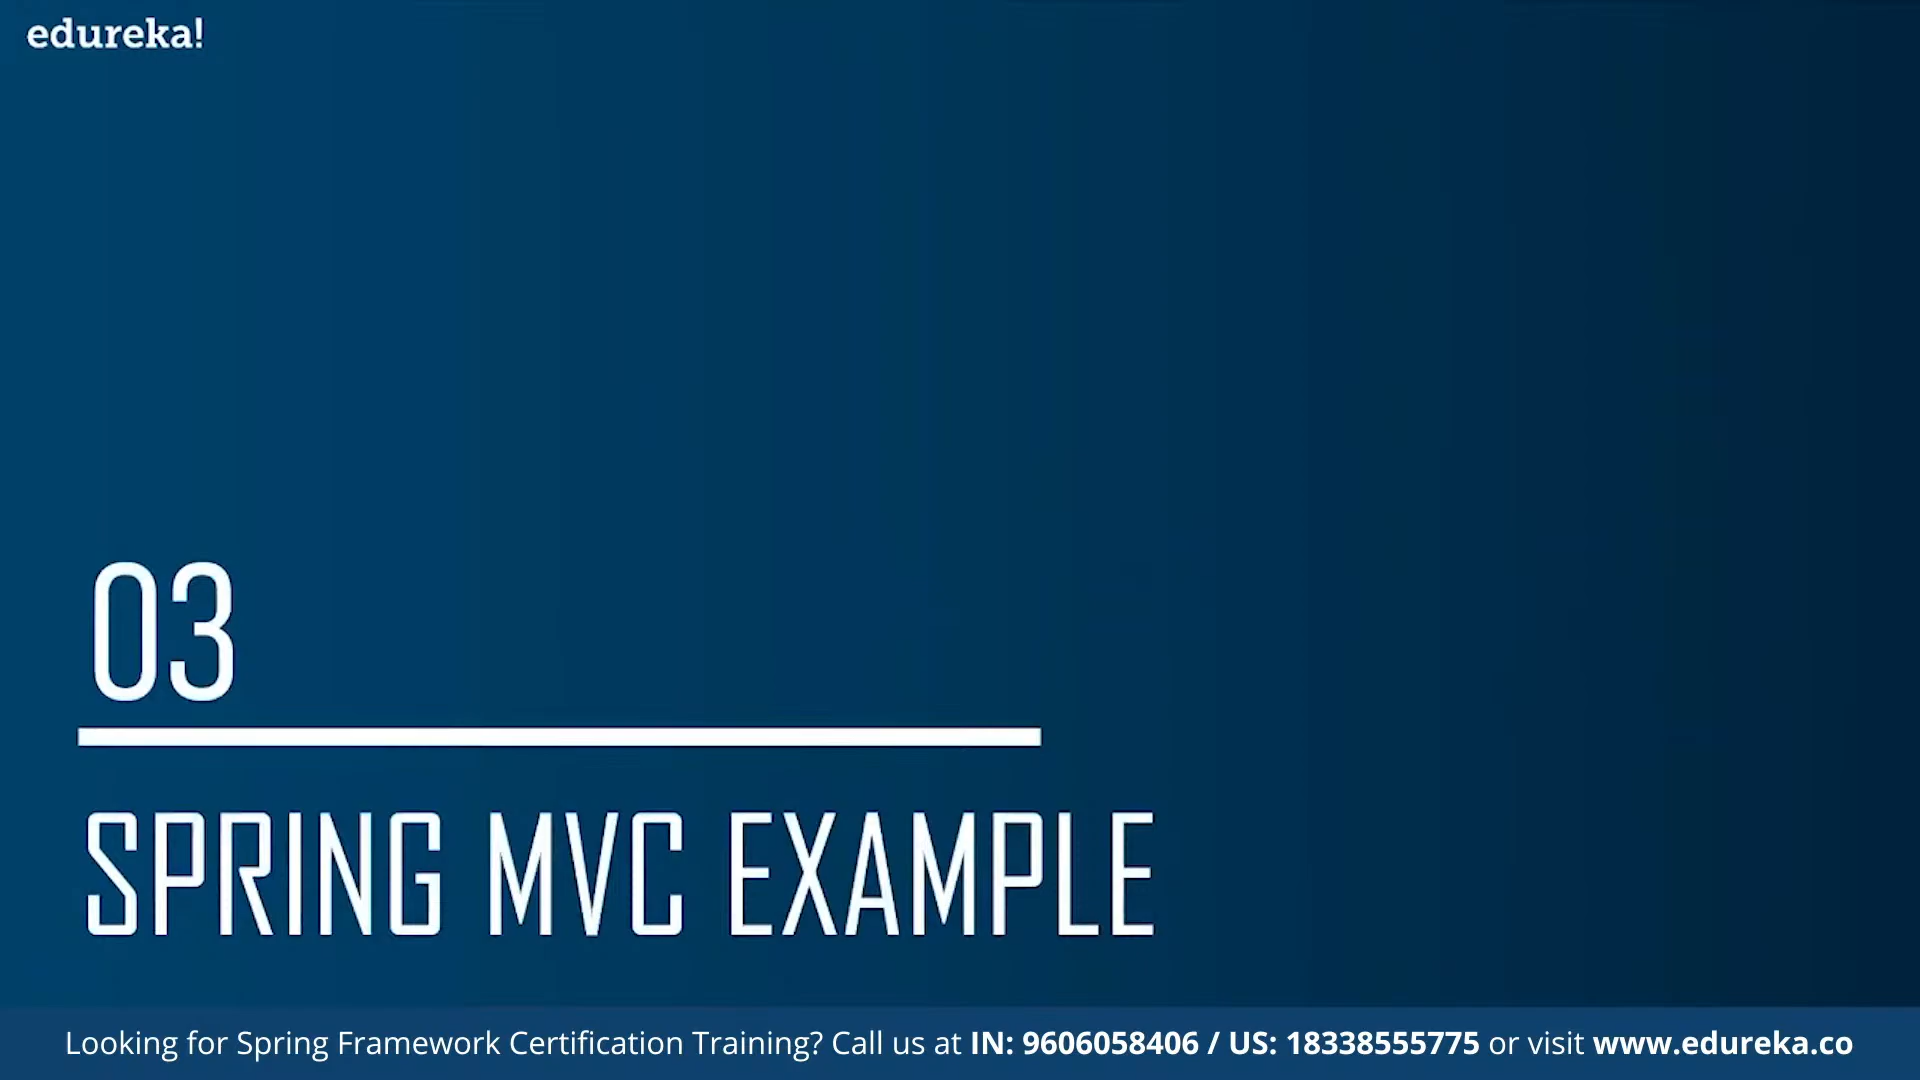 edureka!
03
SPRING MVC EXAMPLE
Looking for Spring Framework Certification Training? Call us at IN: 9606058406 / US: 18338555775 or visit www.edureka.co